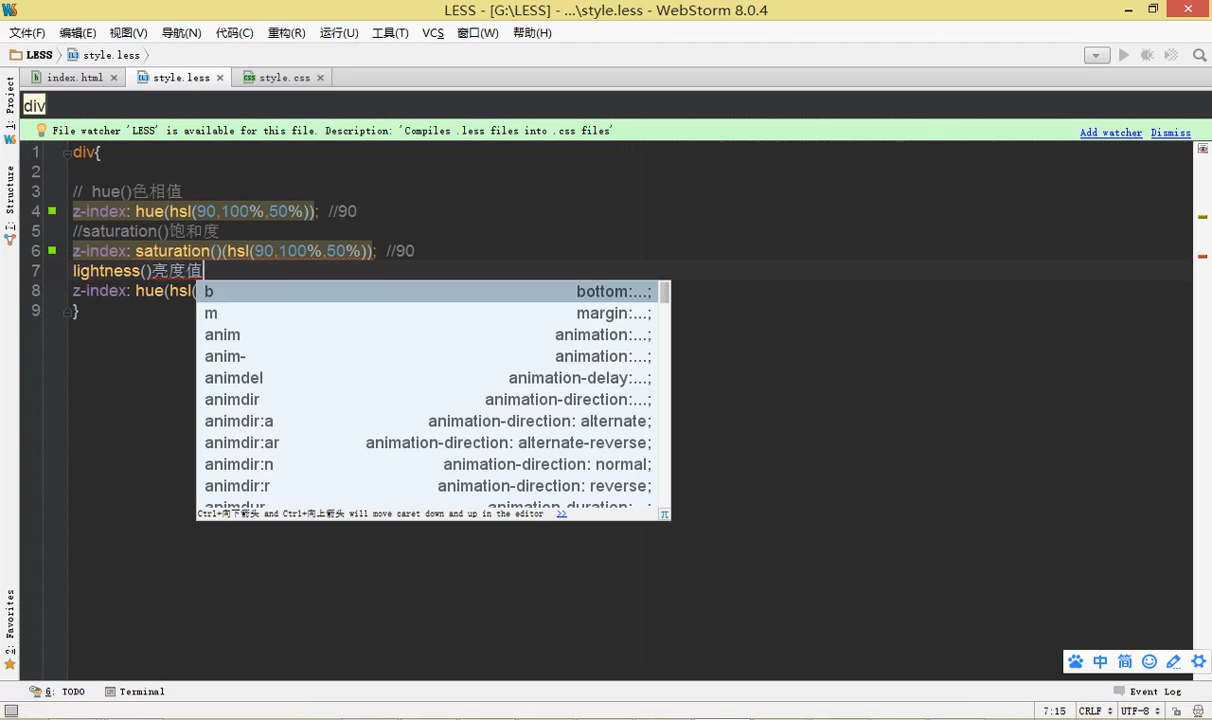 LESS - [G:\LESS] - ...\style.less - WebStorm 8.0.4
文件(F) 编辑(E) 视图(V) 导航(N) 代码(C) 重构(R) 运行(U) 工具(T) VCS 窗口(W) 帮助(H)
LESS style.less
index.html style.less style.css
1: Project
div
File watcher 'LESS' is available for this file. Description: 'Compiles .less files into .css files' Add watcher Dismiss
1 div{
2
3 // hue()色相值
4 z-index: hue(hsl(90,100%,50%)); //90
5 //saturation()饱和度
6 z-index: saturation()(hsl(90,100%,50%)); //90
7 lightness()亮度值
8 z-index: hue(hsl(
9 }
b bottom:...;
m margin:...;
anim animation:...;
anim- animation:...;
animdel animation-delay:...;
animdir animation-direction:...;
animdir:a animation-direction: alternate;
animdir:ar animation-direction: alternate-reverse;
animdir:n animation-direction: normal;
animdir:r animation-direction: reverse;
animdur animation-duration:...;
Ctrl+向下箭头 and Ctrl+向上箭头 will move caret down and up in the editor >> π
Structure
2: Favorites
中 简
6: TODO Terminal Event Log
7:15 CRLF UTF-8